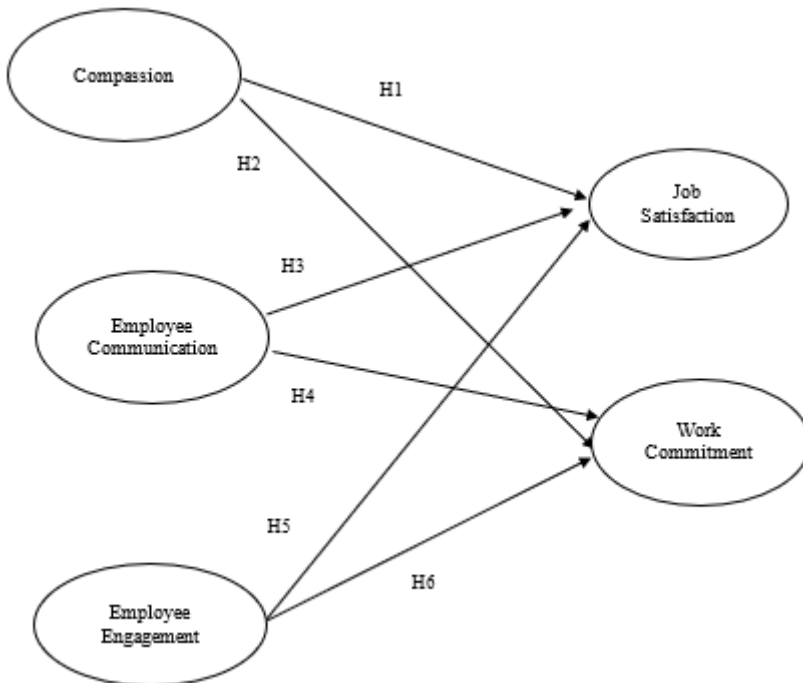 Compassion
H1
H2
Job
Satisfaction
H3
Employee
Communication
H4
Work
Commitment
H5
H6
Employee
Engagement